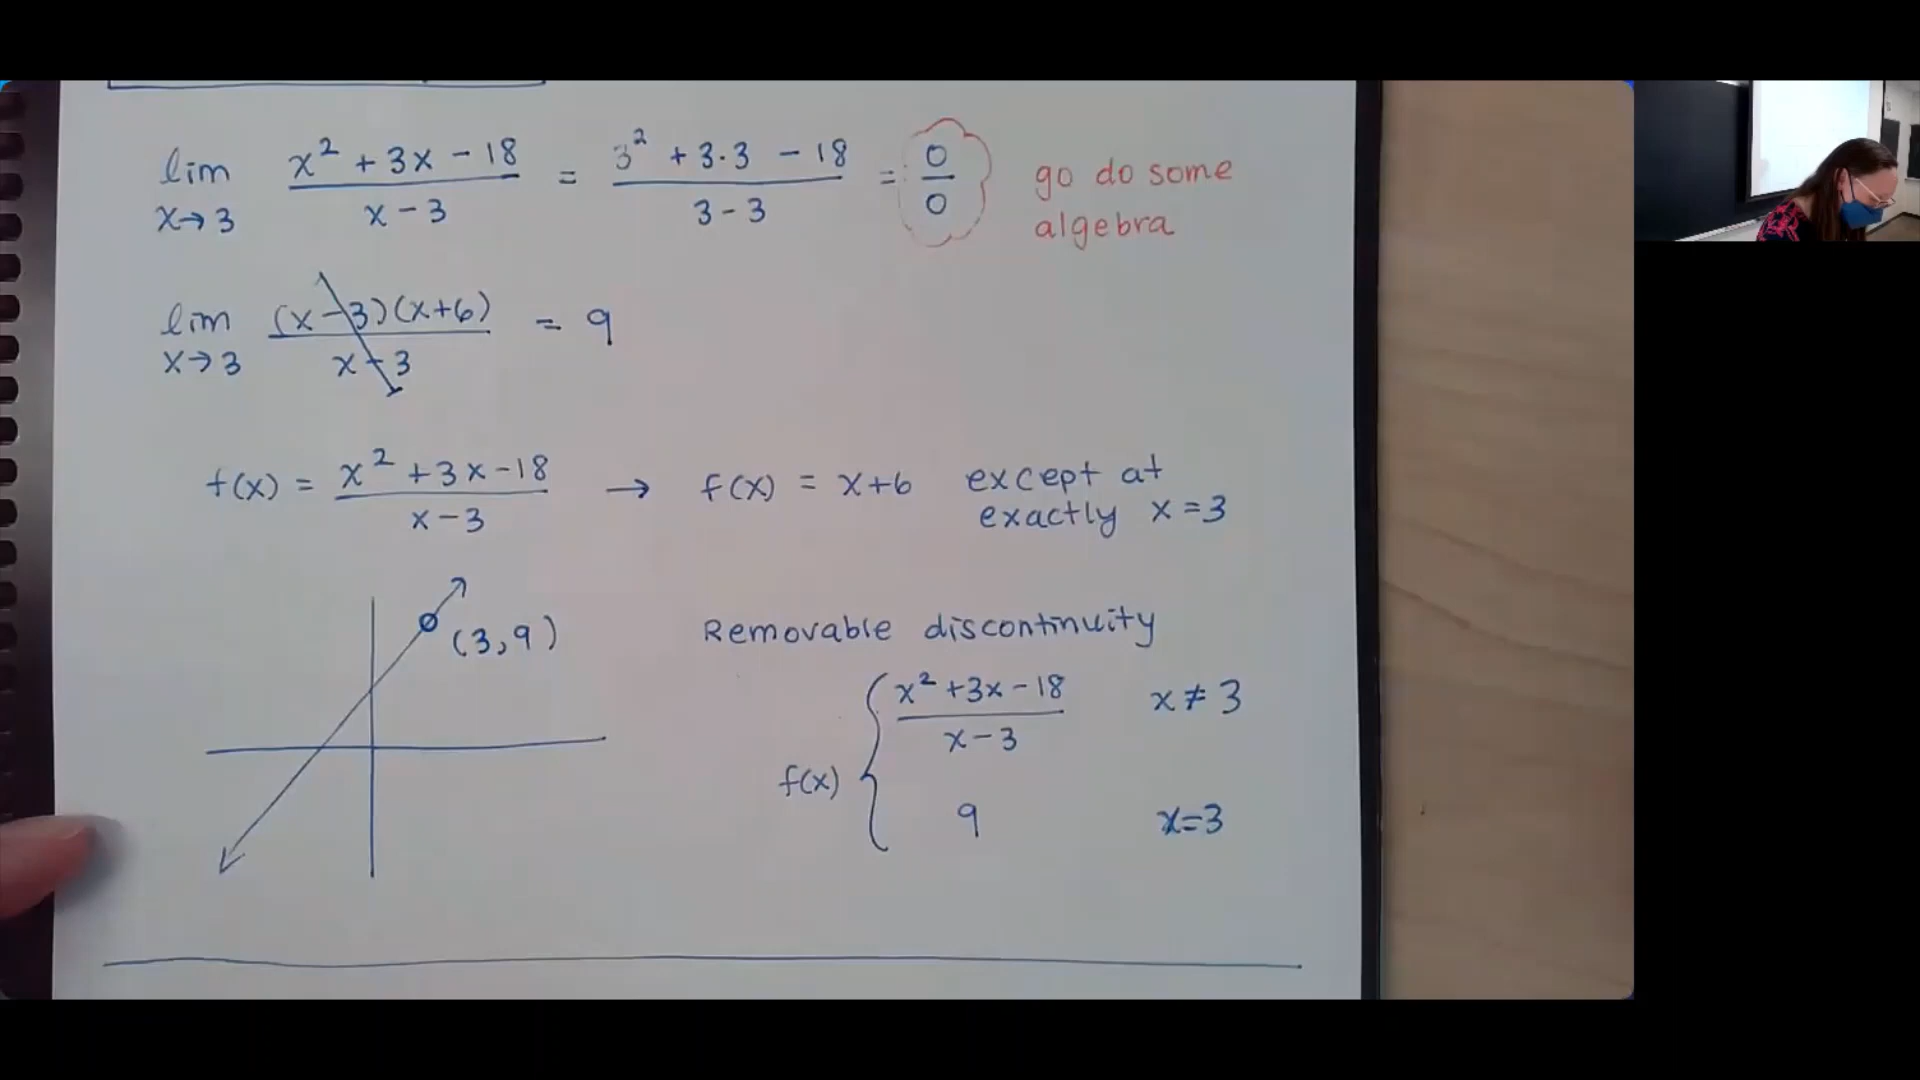 lim x→3 (x² + 3x - 18)/(x - 3) = (3² + 3·3 - 18)/(3 - 3) = 0/0 go do some algebra
lim x→3 ((x-3)(x+6))/(x-3) = 9
f(x) = (x² + 3x - 18)/(x - 3) → f(x) = x+6 except at
exactly x = 3
(3,9)
Removable discontinuity
f(x) { (x² + 3x - 18)/(x - 3) x ≠ 3
9 x=3